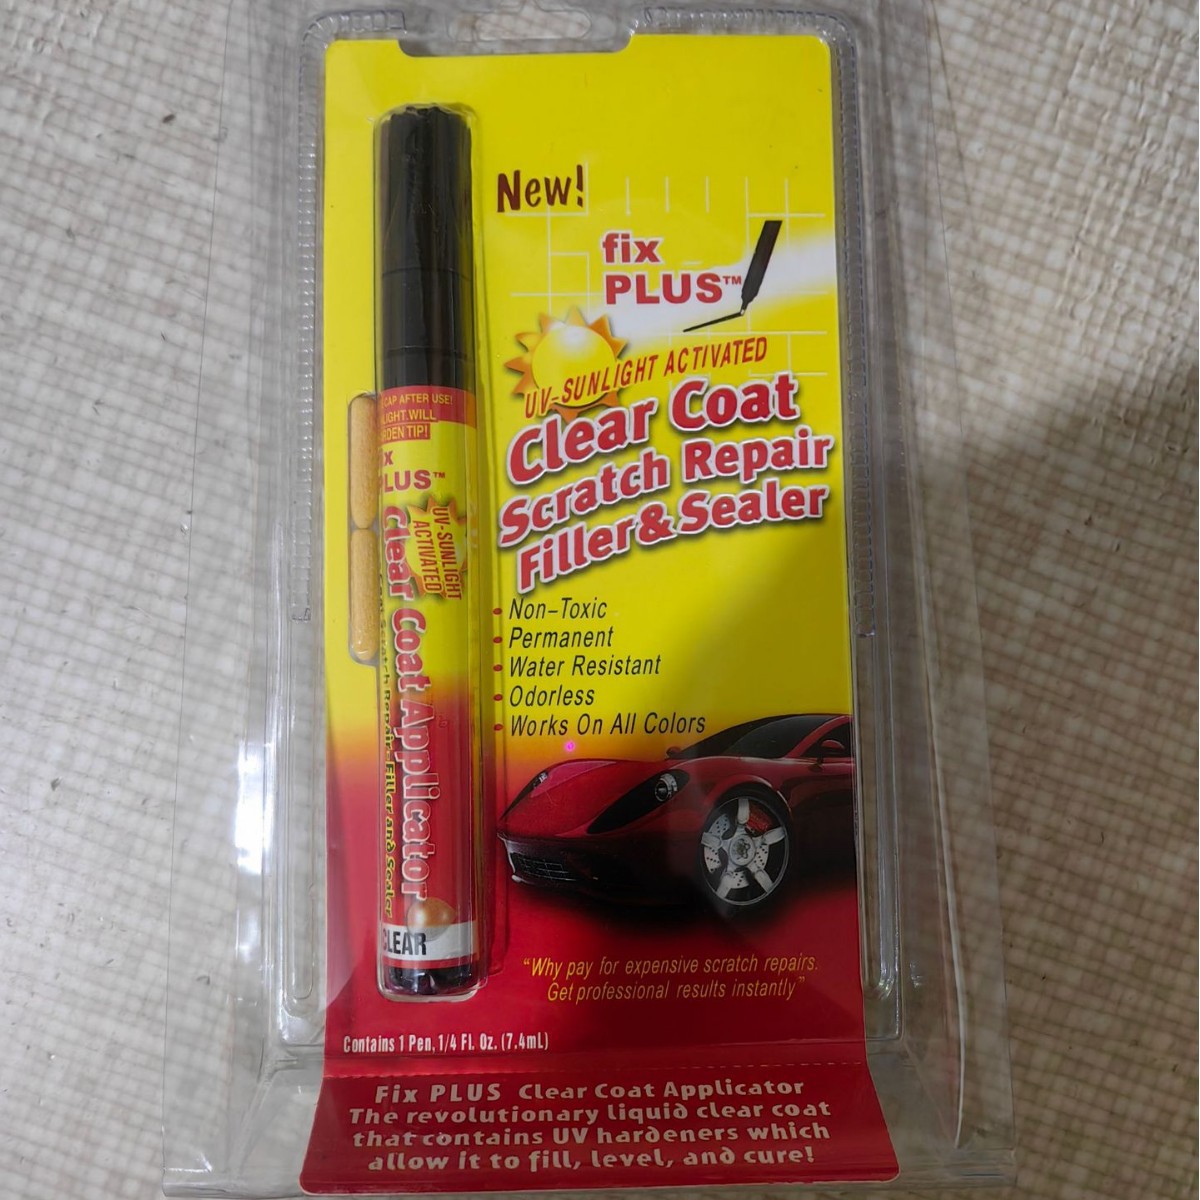 New!
fix
PLUS™
UV-SUNLIGHT ACTIVATED
Clear Coat
Scratch Repair
Filler & Sealer
• Non-Toxic
• Permanent
• Water Resistant
• Odorless
• Works On All Colors
"Why pay for expensive scratch repairs.
Get professional results instantly"
Contains 1 Pen, 1/4 Fl. Oz. (7.4mL)
Fix PLUS Clear Coat Applicator
The revolutionary liquid clear coat
that contains UV hardeners which
allow it to fill, level, and cure!
CAP AFTER USE!
LIGHT WILL
RDEN TIP!
x
LUS™
UV-SUNLIGHT
ACTIVATED
Clear Coat Applicator
Scratch Repair-Filler and Sealer
CLEAR